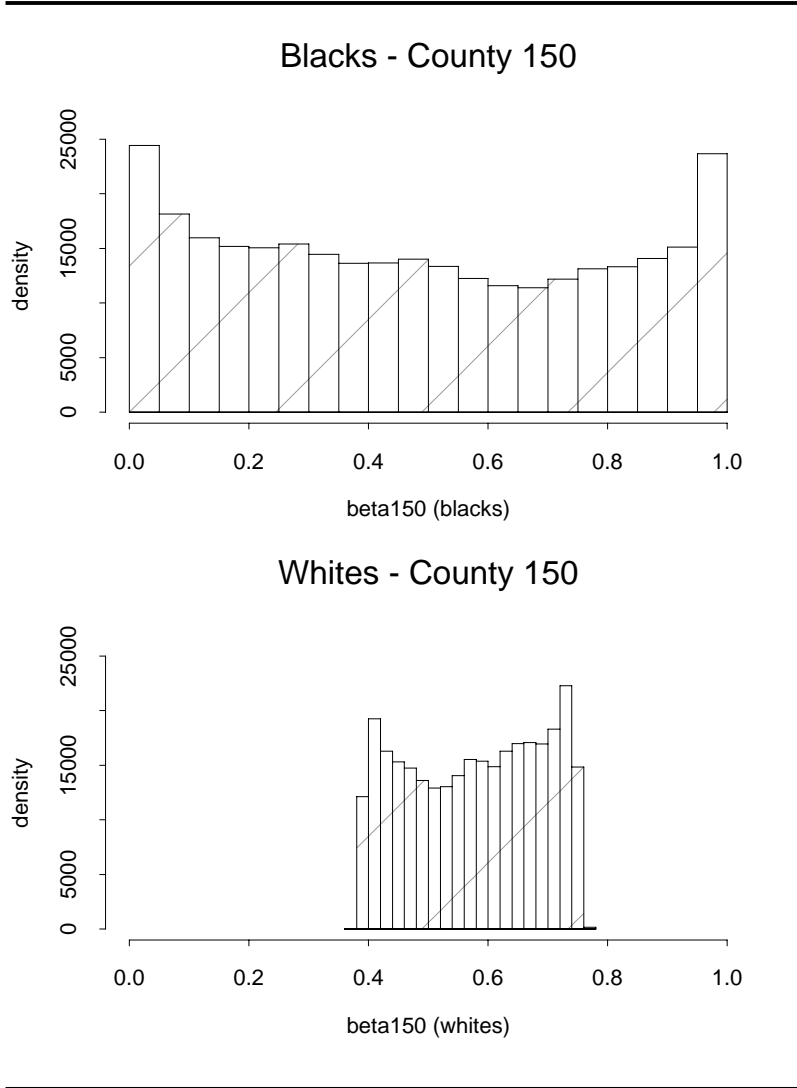 Blacks - County 150
25000
15000
5000
0
density
0.0 0.2 0.4 0.6 0.8 1.0
beta150 (blacks)
Whites - County 150
25000
15000
5000
0
density
0.0 0.2 0.4 0.6 0.8 1.0
beta150 (whites)